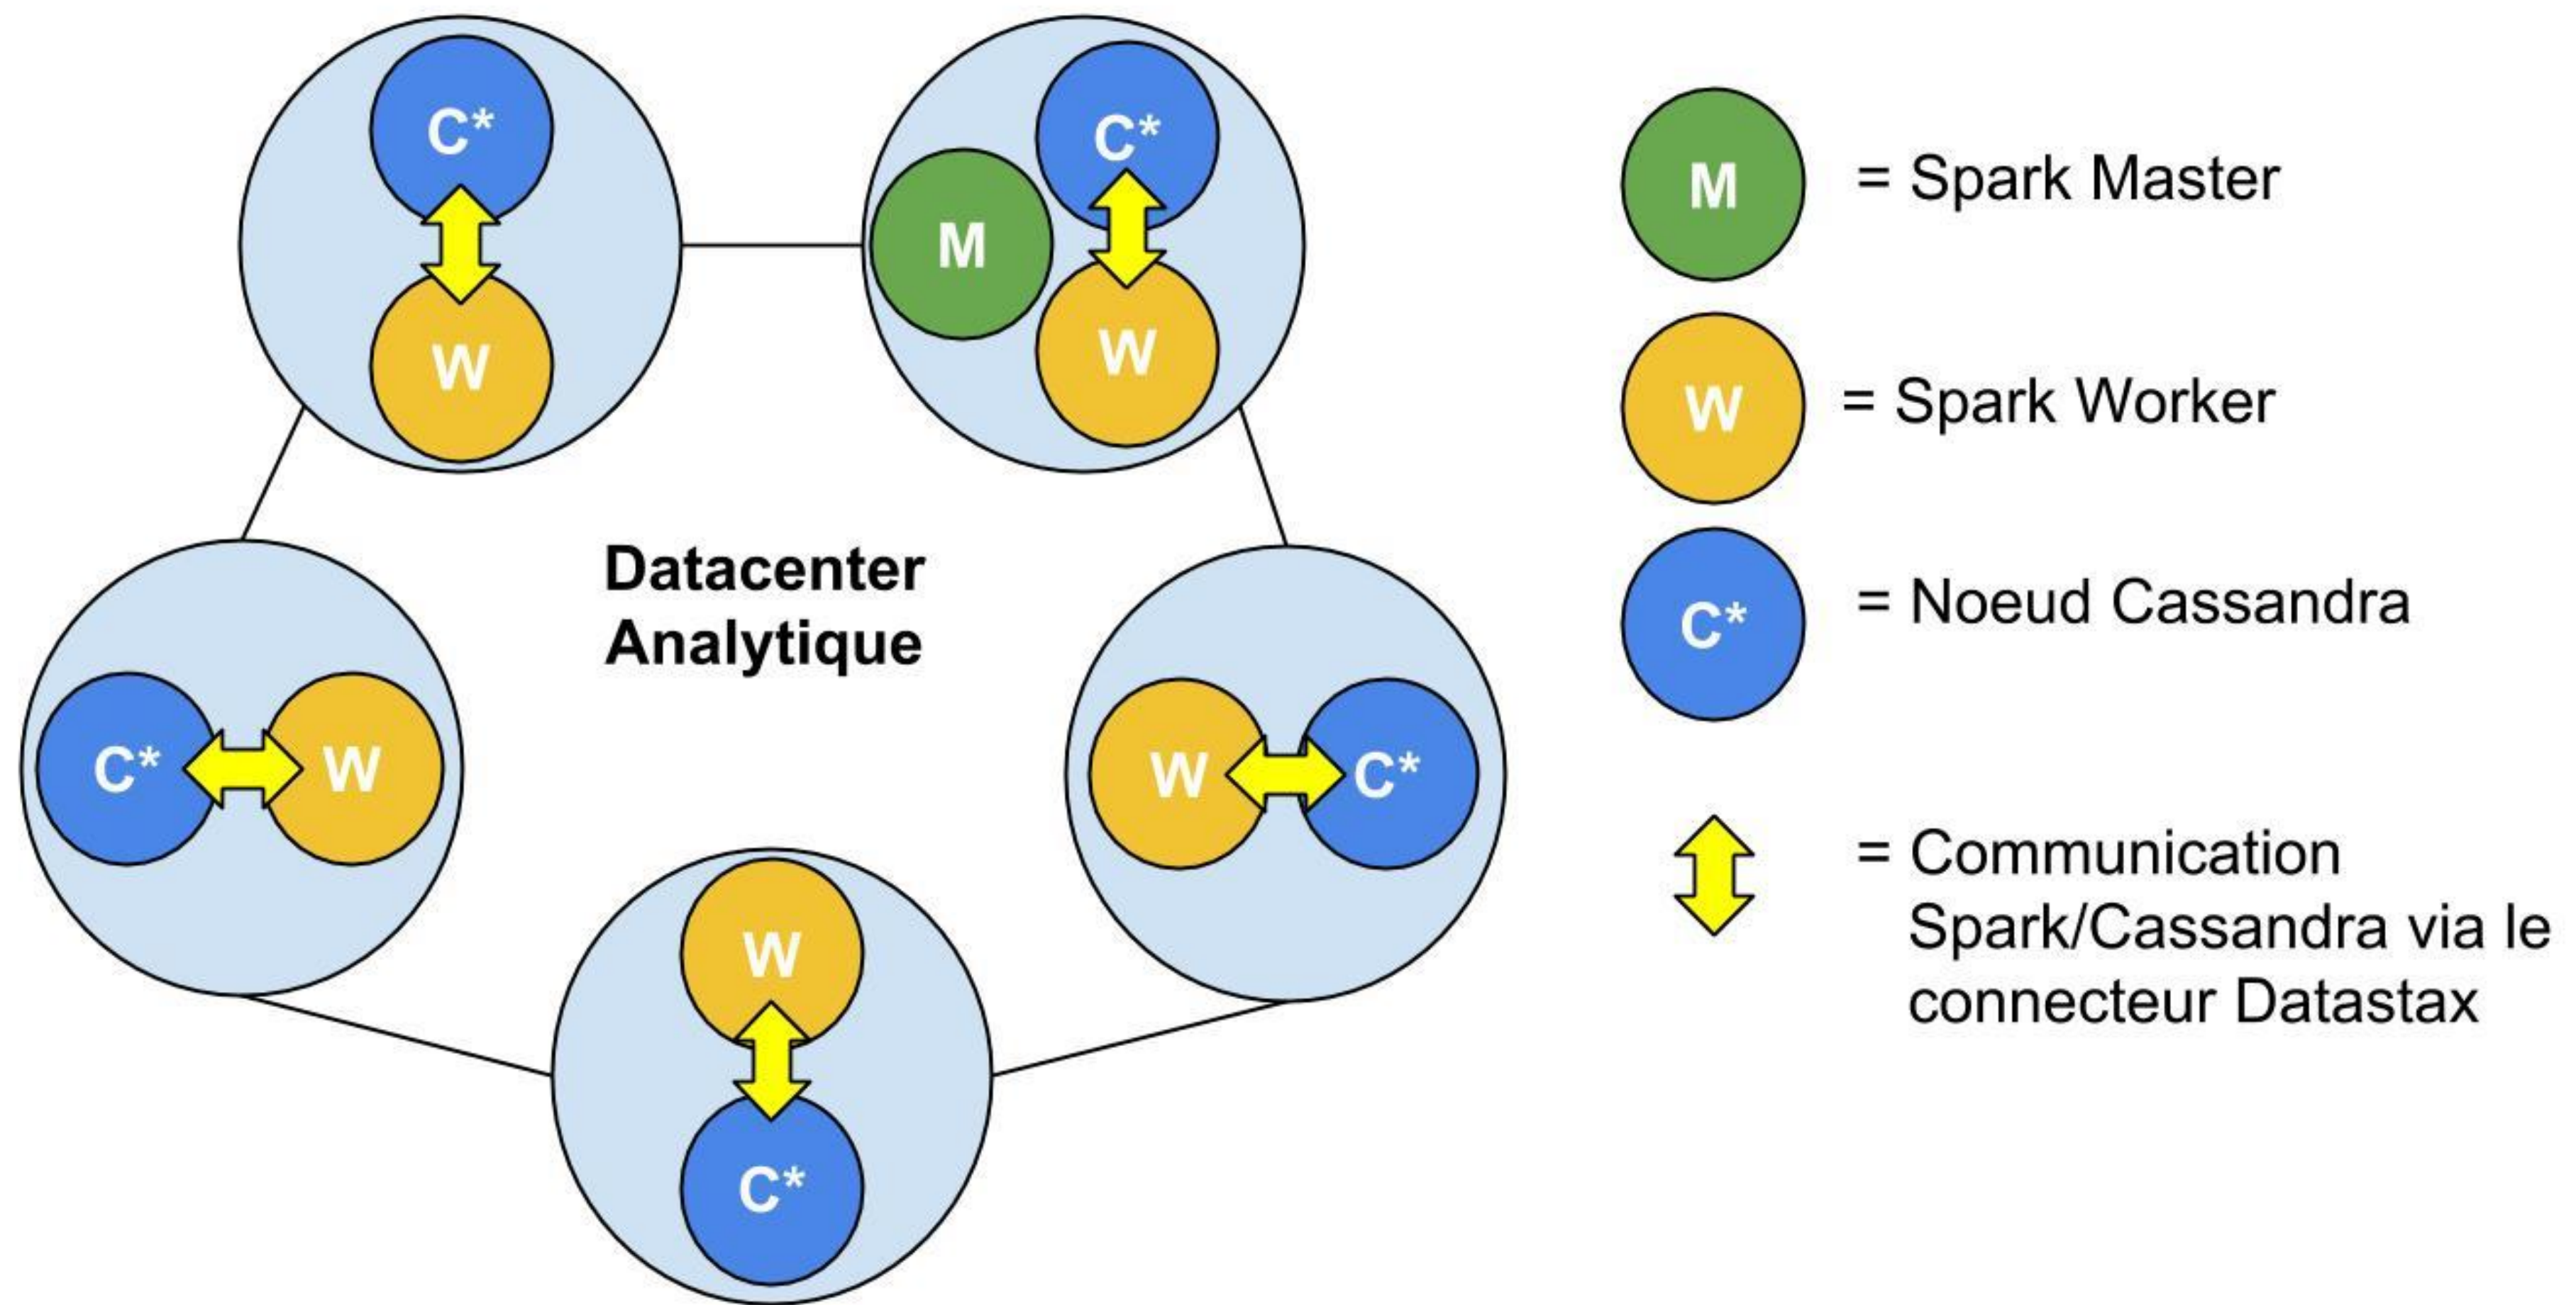 C*
W
C*
M
W
Datacenter
Analytique
C*
W
W
C*
W
C*
M
= Spark Master
W
= Spark Worker
C*
= Noeud Cassandra
= Communication
Spark/Cassandra via le
connecteur Datastax